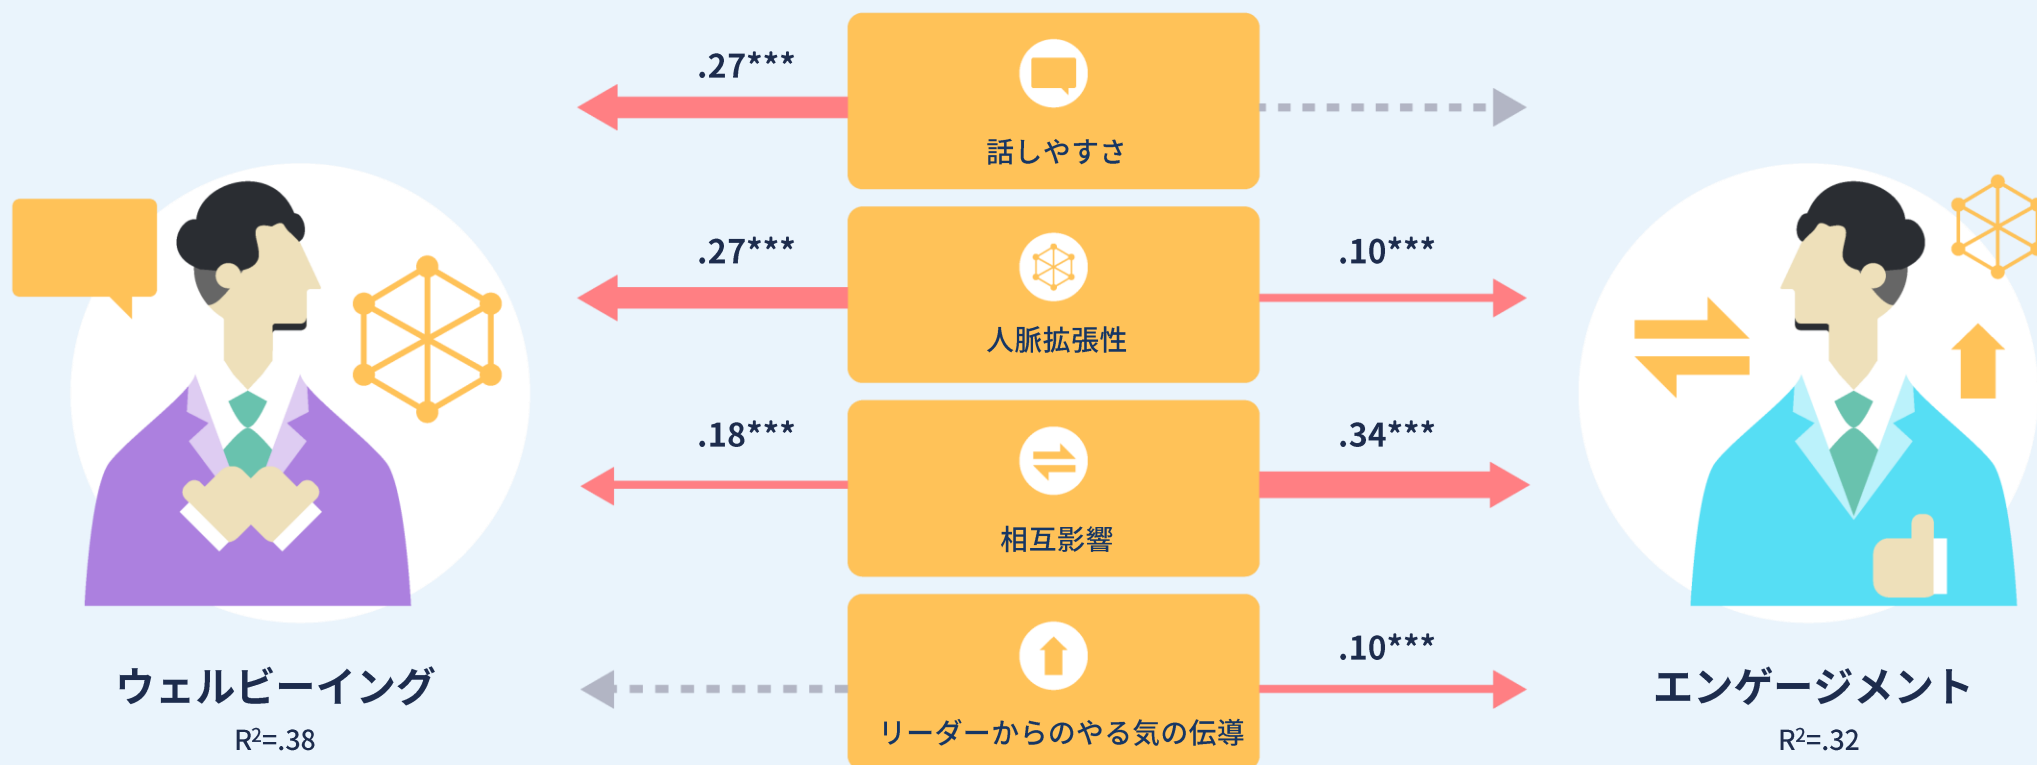 .27***
話しやすさ
.27***
.10***
人脈拡張性
.18***
.34***
相互影響
.10***
リーダーからのやる気の伝導
ウェルビーイング
R²=.38
エンゲージメント
R²=.32